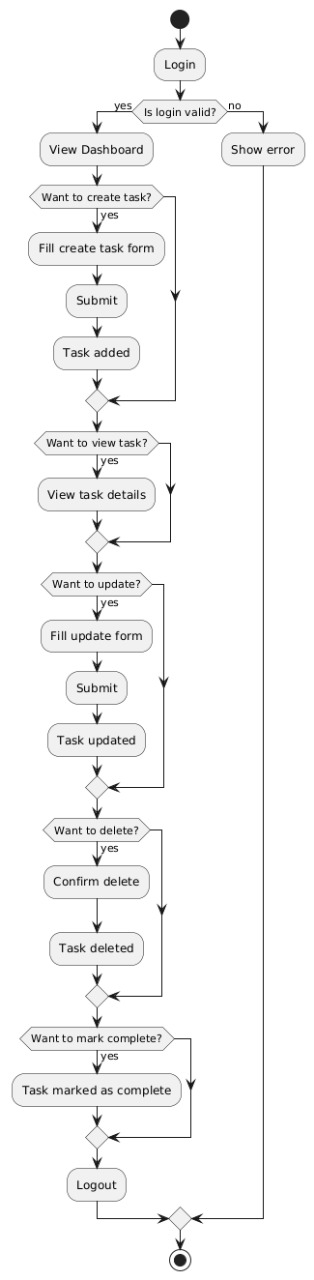 Login
yes
Is login valid?
no
View Dashboard
Show error
Want to create task?
yes
Fill create task form
Submit
Task added
Want to view task?
yes
View task details
Want to update?
yes
Fill update form
Submit
Task updated
Want to delete?
yes
Confirm delete
Task deleted
Want to mark complete?
yes
Task marked as complete
Logout